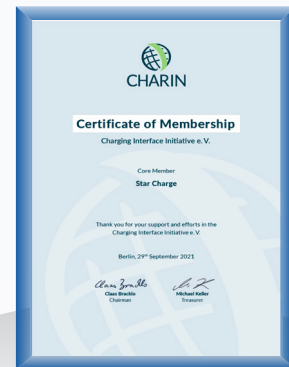 CHARIN
Certificate of Membership
Charging Interface Initiative e. V.
Core Member
Star Charge
Thank you for your support and efforts in the
Charging Interface Initiative e. V.
Berlin, 29th September 2021
Claas Bracklo
Michael Keller
Chairman
Treasurer